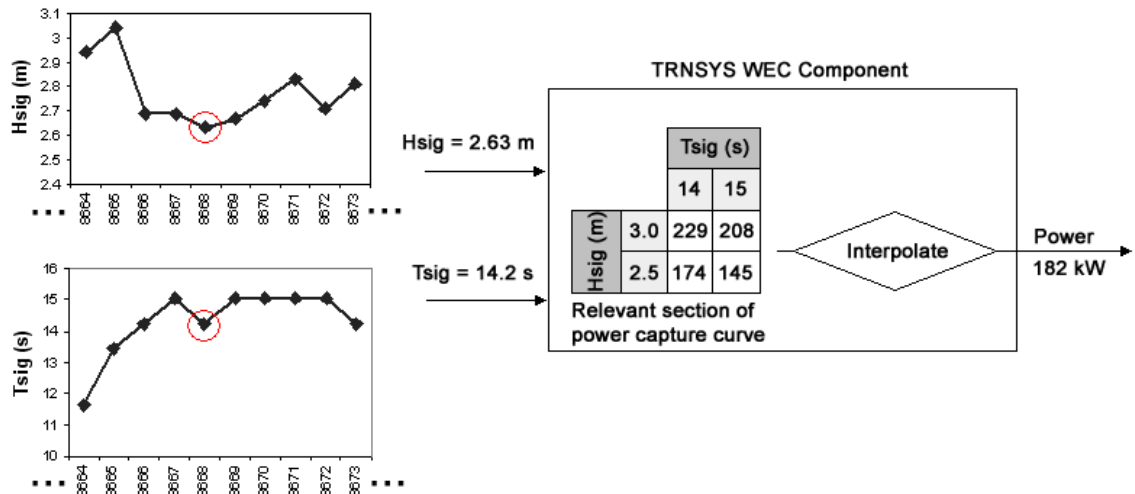 3.1
3
2.9
2.8
2.7
2.6
2.5
2.4
Hsig (m)
... 8664 8665 8666 8667 8668 8669 8670 8671 8672 8673 ...
16
15
14
13
12
11
10
Tsig (s)
... 8664 8665 8666 8667 8668 8669 8670 8671 8672 8673 ...
Hsig = 2.63 m
Tsig = 14.2 s
TRNSYS WEC Component
Tsig (s)
14 15
Hsig (m)
3.0 229 208
2.5 174 145
Relevant section of
power capture curve
Interpolate
Power
182 kW